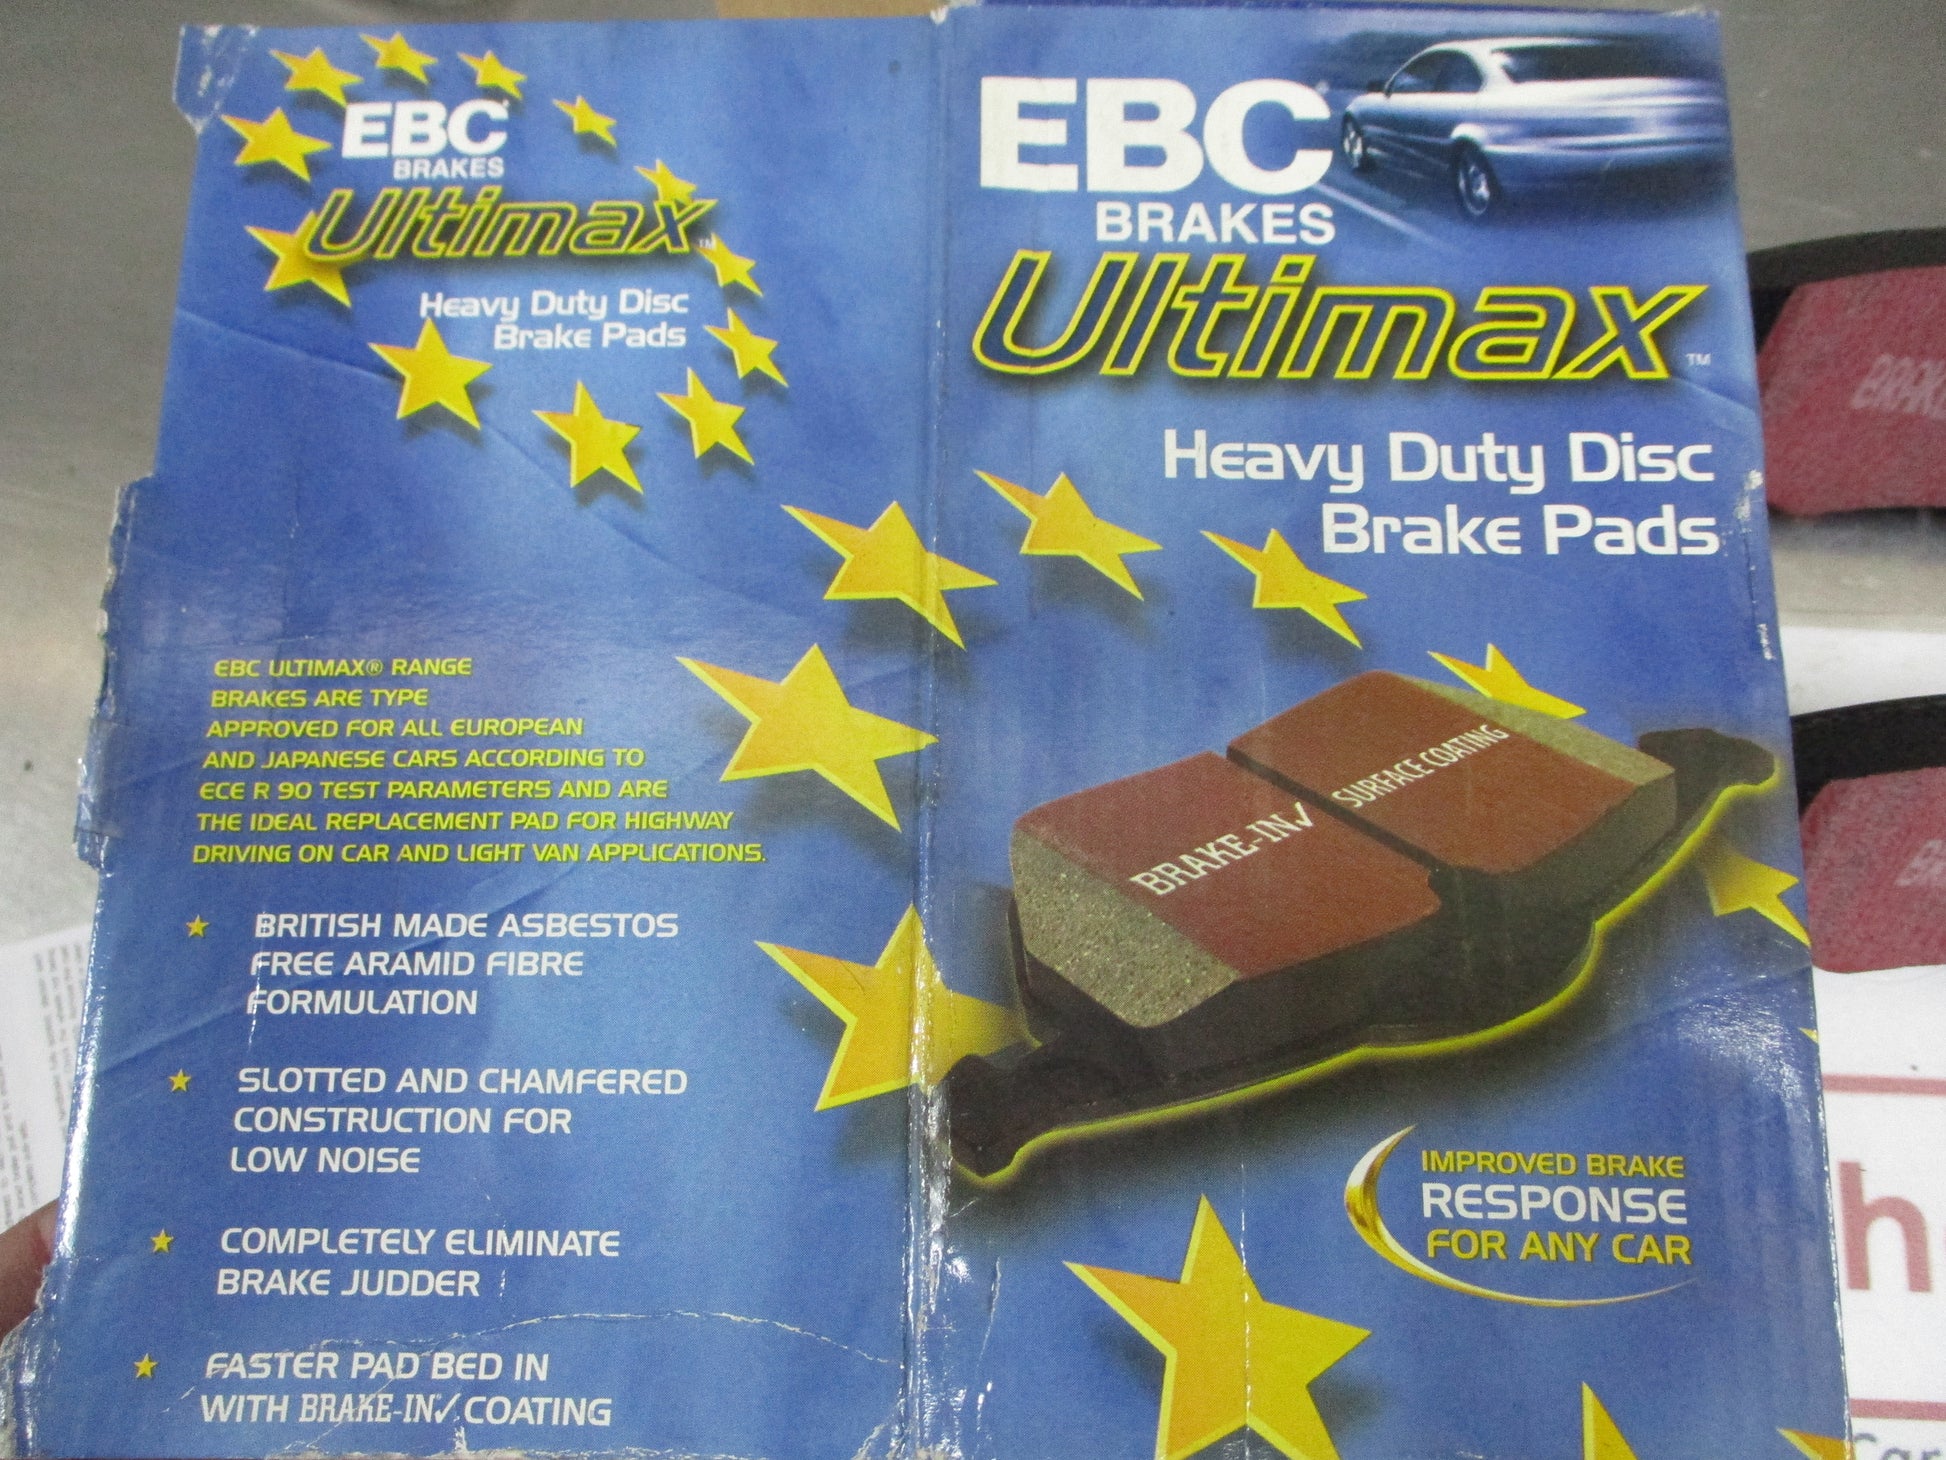 EBC®
BRAKES
Ultimax™
Heavy Duty Disc
Brake Pads
EBC ULTIMAX® RANGE
BRAKES ARE TYPE
APPROVED FOR ALL EUROPEAN
AND JAPANESE CARS ACCORDING TO
ECE R 90 TEST PARAMETERS AND ARE
THE IDEAL REPLACEMENT PAD FOR HIGHWAY
DRIVING ON CAR AND LIGHT VAN APPLICATIONS.
BRITISH MADE ASBESTOS
FREE ARAMID FIBRE
FORMULATION
SLOTTED AND CHAMFERED
CONSTRUCTION FOR
LOW NOISE
COMPLETELY ELIMINATE
BRAKE JUDDER
FASTER PAD BED IN
WITH BRAKE-IN✓ COATING
EBC
BRAKES
Ultimax™
Heavy Duty Disc
Brake Pads
BRAKE-IN✓
SURFACE COATING
IMPROVED BRAKE
RESPONSE
FOR ANY CAR